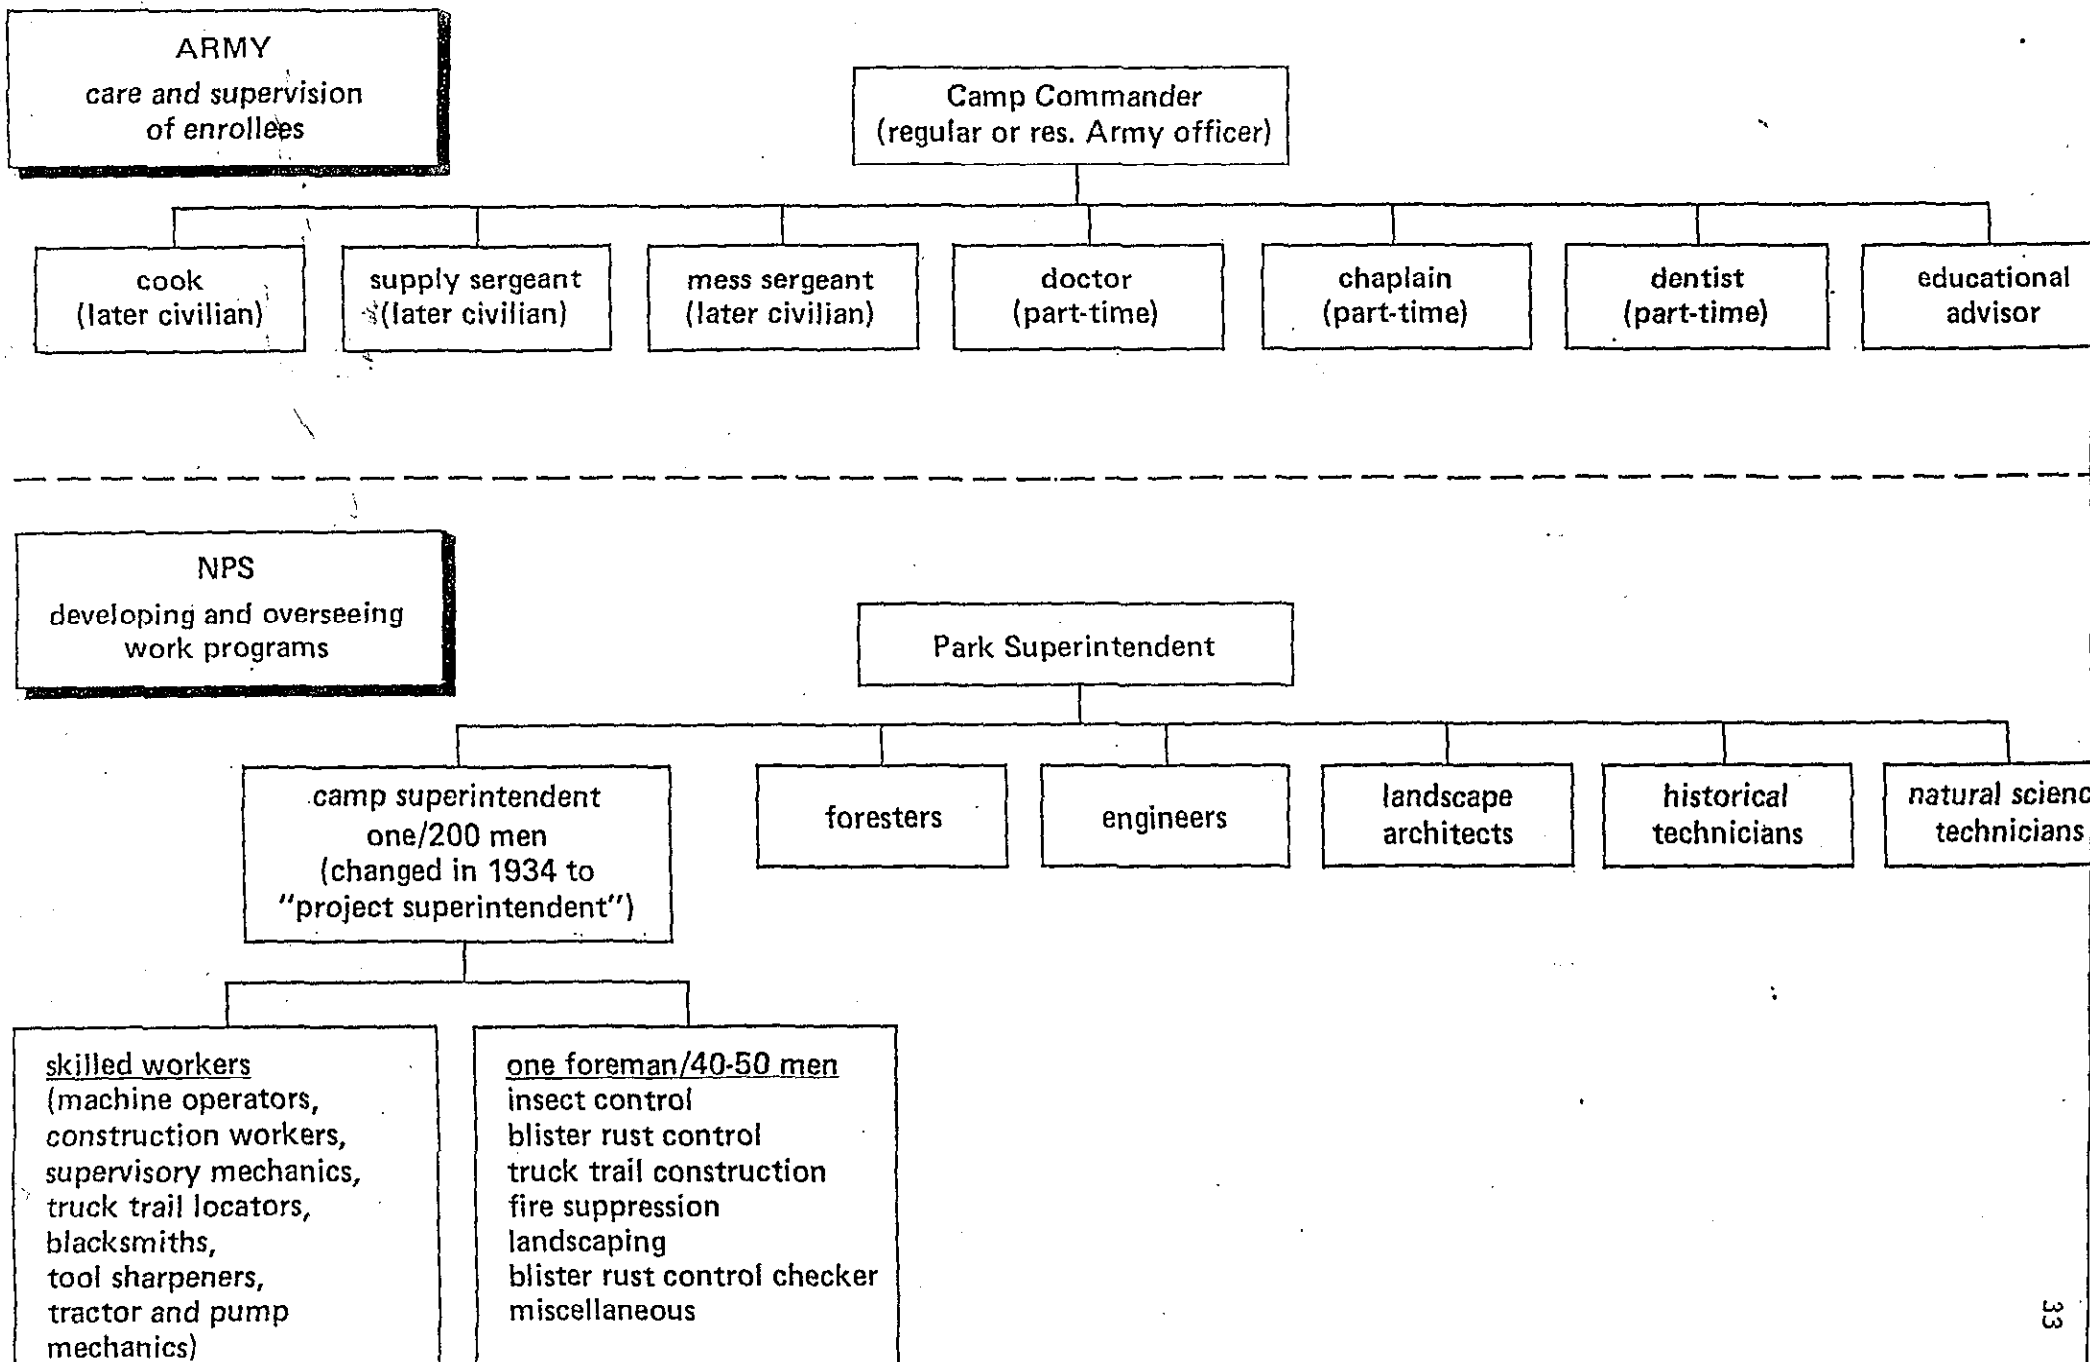 ARMY
care and supervision
of enrollees
Camp Commander
(regular or res. Army officer)
cook
(later civilian)
supply sergeant
(later civilian)
mess sergeant
(later civilian)
doctor
(part-time)
chaplain
(part-time)
dentist
(part-time)
educational
advisor
NPS
developing and overseeing
work programs
Park Superintendent
camp superintendent
one/200 men
(changed in 1934 to
"project superintendent")
foresters
engineers
landscape
architects
historical
technicians
natural scienc
technicians
skilled workers
(machine operators,
construction workers,
supervisory mechanics,
truck trail locators,
blacksmiths,
tool sharpeners,
tractor and pump
mechanics)
one foreman/40-50 men
insect control
blister rust control
truck trail construction
fire suppression
landscaping
blister rust control checker
miscellaneous
33